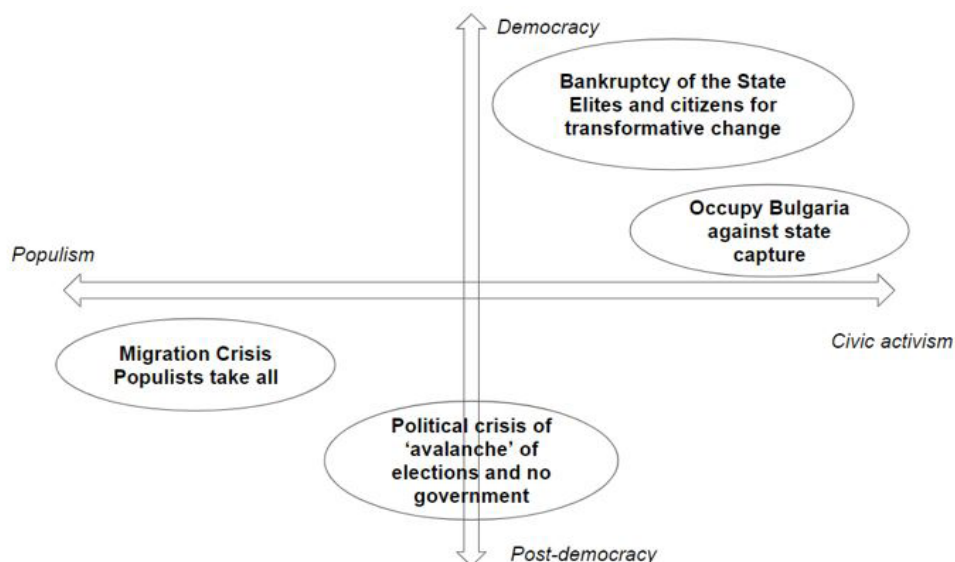 Democracy
Bankruptcy of the State
Elites and citizens for
transformative change
Occupy Bulgaria
against state
capture
Populism
Civic activism
Migration Crisis
Populists take all
Political crisis of
‘avalanche’ of
elections and no
government
Post-democracy